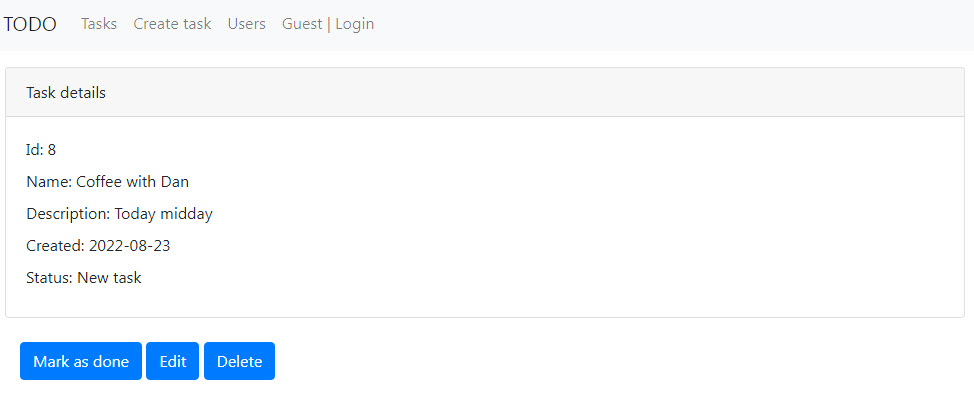 TODO Tasks Create task Users Guest | Login
Task details
Id: 8
Name: Coffee with Dan
Description: Today midday
Created: 2022-08-23
Status: New task
Mark as done Edit Delete